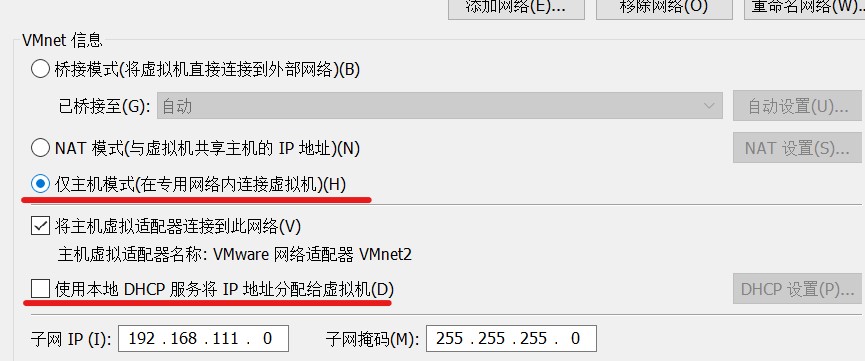 添加网络(E)... 移除网络(O) 重命名网络(W)..
VMnet 信息
桥接模式(将虚拟机直接连接到外部网络)(B)
已桥接至(G): 自动 自动设置(U)...
NAT 模式(与虚拟机共享主机的 IP 地址)(N) NAT 设置(S)...
仅主机模式(在专用网络内连接虚拟机)(H)
将主机虚拟适配器连接到此网络(V)
主机虚拟适配器名称: VMware 网络适配器 VMnet2
使用本地 DHCP 服务将 IP 地址分配给虚拟机(D) DHCP 设置(P)...
子网 IP (I): 192 . 168 . 111 . 0 子网掩码(M): 255 . 255 . 255 . 0